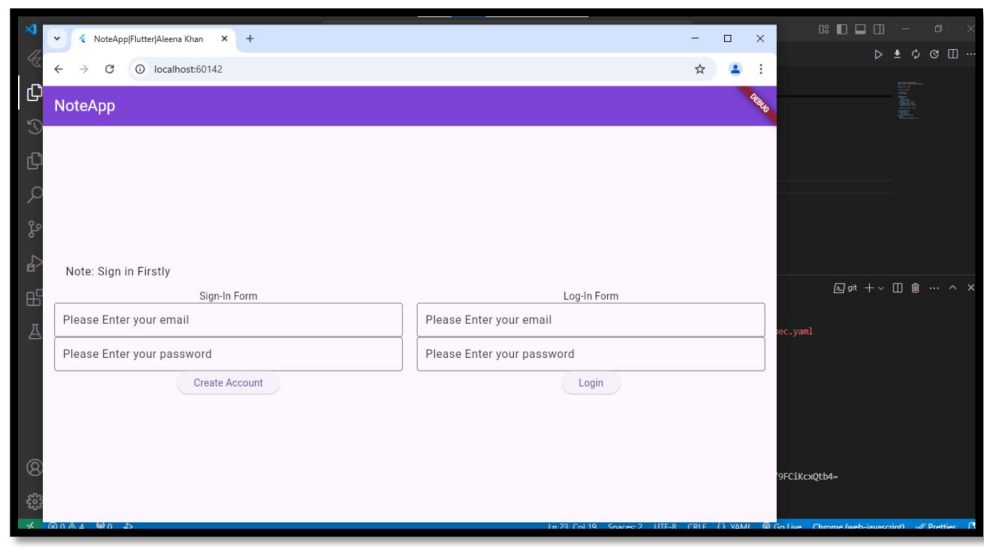 NoteApp|Flutter|Aleena Khan
localhost:60142
NoteApp
DEBUG
Note: Sign in Firstly
Sign-In Form
Log-In Form
Please Enter your email
Please Enter your email
Please Enter your password
Please Enter your password
Create Account
Login
git
ec.yaml
9FCiKcxQtb4=
Ln 23, Col 19 Spaces: 2 UTF-8 CRLF {} YAML Go Live Chrome (web-javascript) Prettier